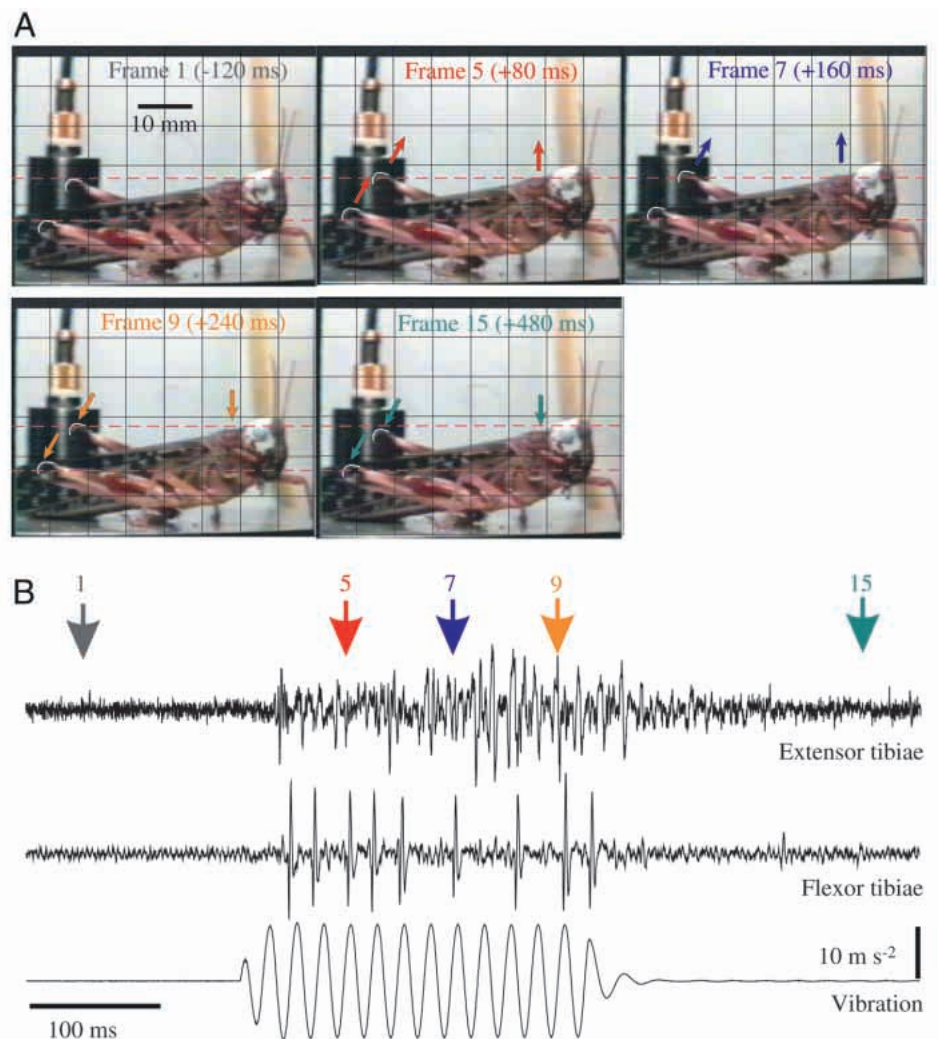 A
Frame 1 (-120 ms)
10 mm
Frame 5 (+80 ms)
Frame 7 (+160 ms)
Frame 9 (+240 ms)
Frame 15 (+480 ms)
B
1
5
7
9
15
Extensor tibiae
Flexor tibiae
10 m s-2
Vibration
100 ms